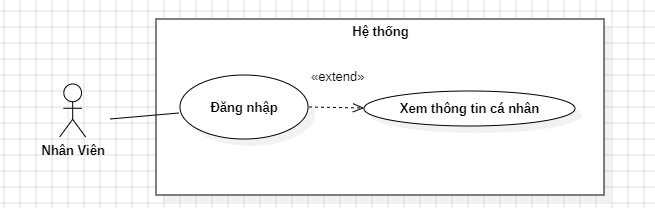 Hệ thống
«extend»
Đăng nhập
Xem thông tin cá nhân
Nhân Viên